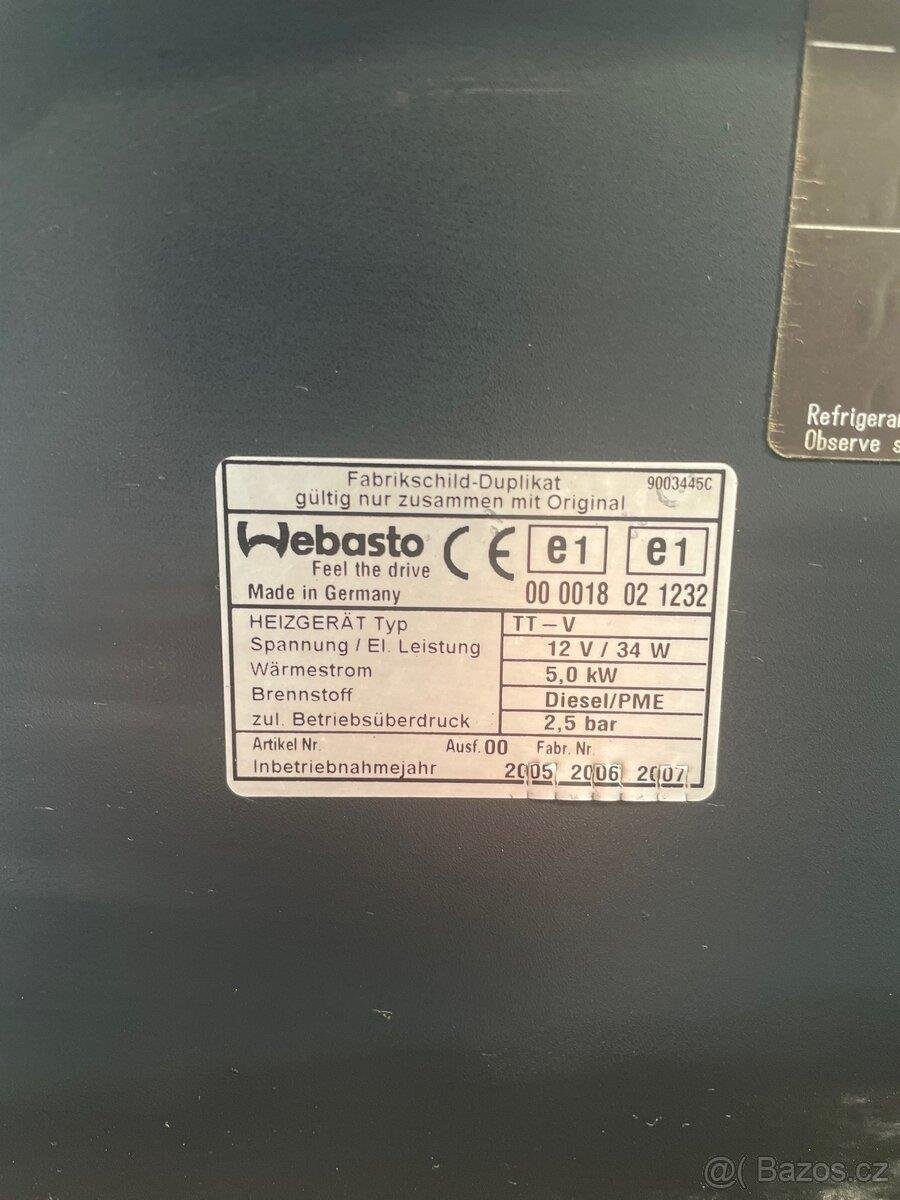 Refrigera
Observe s
Fabrikschild-Duplikat 9003445C
gültig nur zusammen mit Original
Webasto CE e1 e1
Feel the drive
Made in Germany 00 0018 02 1232
HEIZGERÄT Typ TT-V
Spannung / El. Leistung 12 V / 34 W
Wärmestrom 5,0 kW
Brennstoff Diesel/PME
zul. Betriebsüberdruck 2,5 bar
Artikel Nr. Ausf. 00 Fabr. Nr.
Inbetriebnahmejahr 2005 2006 2007
@( Bazos.cz